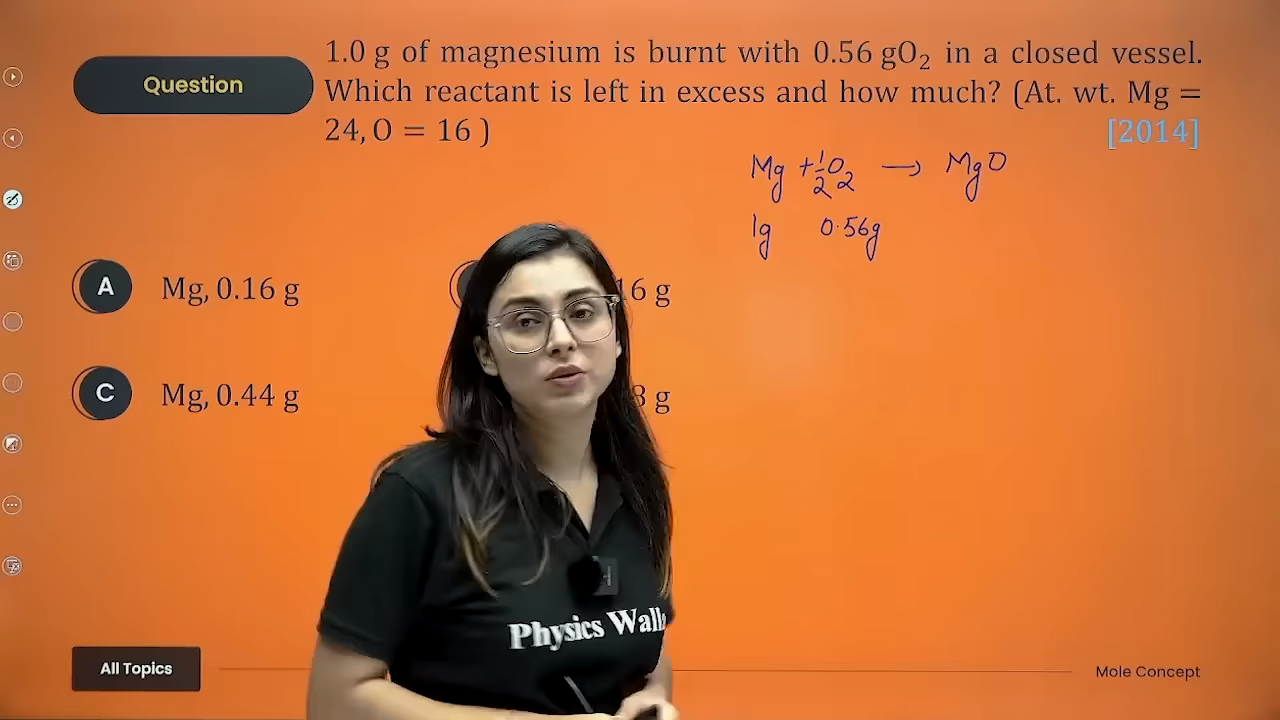 Question
1.0 g of magnesium is burnt with 0.56 gO₂ in a closed vessel.
Which reactant is left in excess and how much? (At. wt. Mg =
24, O = 16 )
[2014]
Mg + 1/2 O₂ → MgO
1g 0.56g
A Mg, 0.16 g
16 g
C Mg, 0.44 g
8 g
Physics Walla
All Topics
Mole Concept